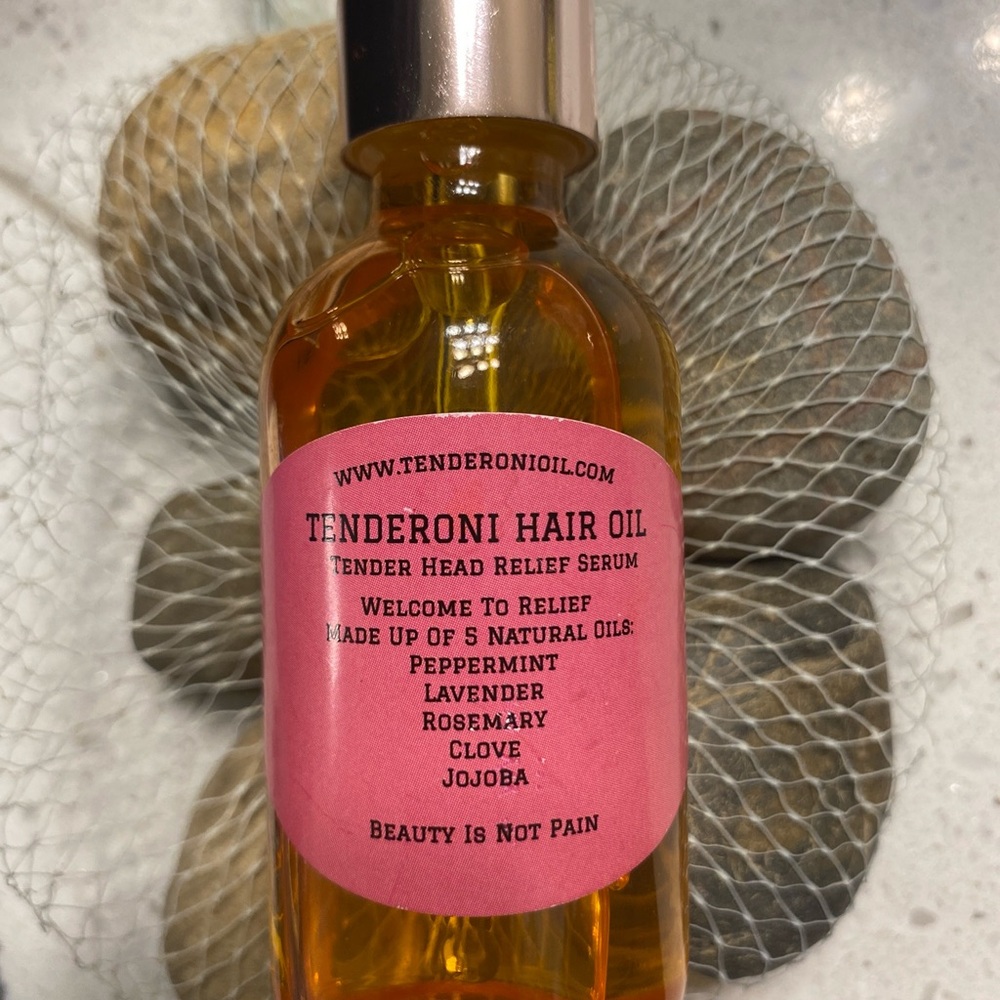 WWW.TENDERONIOIL.COM
TENDERONI HAIR OIL
TENDER HEAD RELIEF SERUM
WELCOME TO RELIEF
MADE UP OF 5 NATURAL OILS:
PEPPERMINT
LAVENDER
ROSEMARY
CLOVE
JOJOBA
BEAUTY IS NOT PAIN